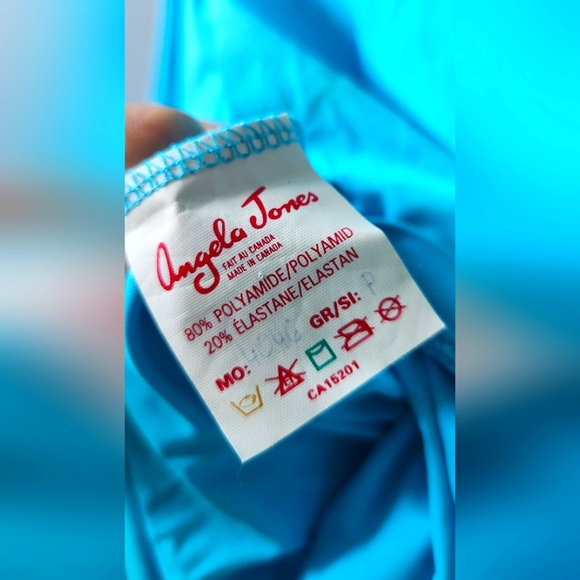 Angela Jones
FAIT AU CANADA
MADE IN CANADA
80% POLYAMIDE/POLYAMID
20% ÉLASTANE/ELASTAN
MO: GR/SI: P
CA15201